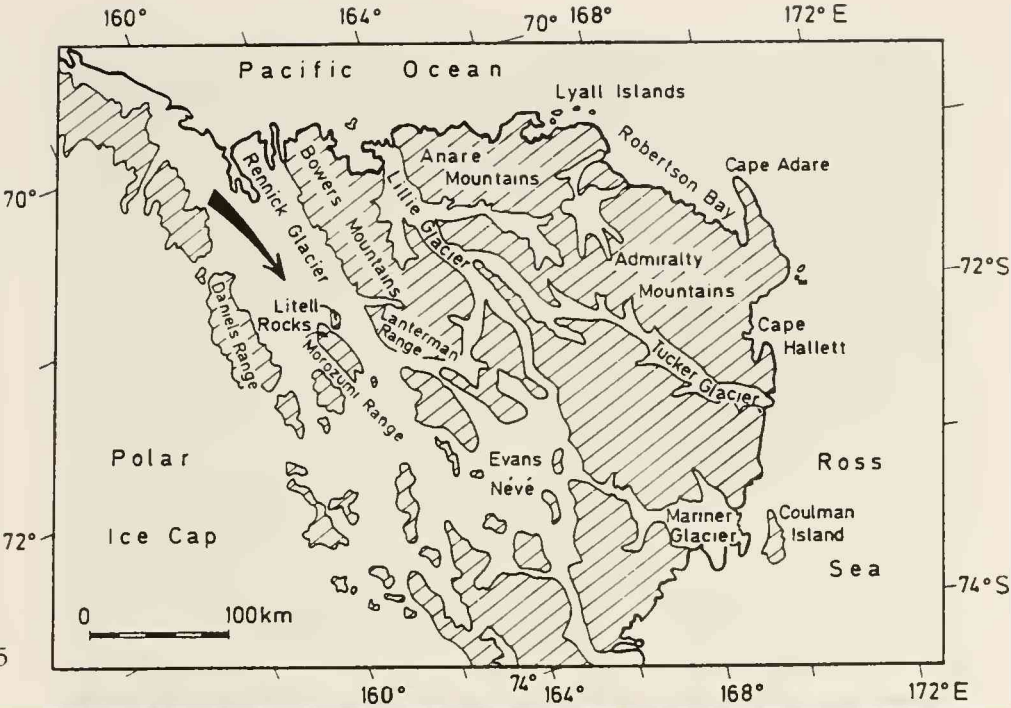 160°
164°
70° 168°
172° E
Pacific Ocean
Lyall Islands
Robertson Bay
Cape Adare
Anare
Mountains
Rennick Glacier
Bowers
Mountains
Lillie Glacier
70°
72°S
Admiralty
Mountains
Litell
Rocks
Daniels Range
Morozumi Range
Lanterman
Range
Cape
Hallett
Tucker Glacier
Polar
Ice Cap
Evans
Névé
Ross
Sea
Mariner
Glacier
Coulman
Island
72°
74°S
0 100km
5
160°
74° 164°
168°
172° E